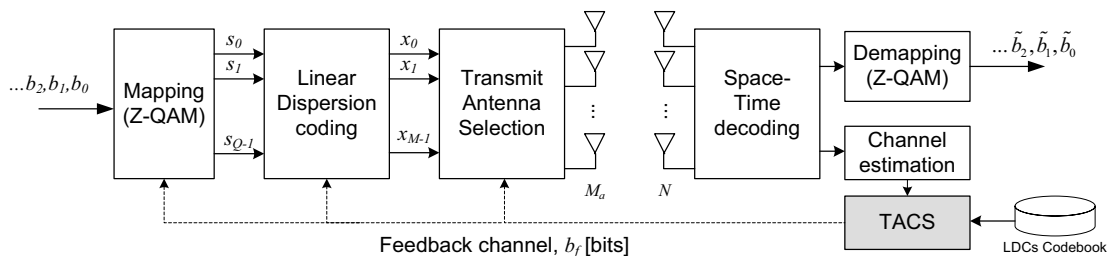 ...b2,b1,b0
Mapping
(Z-QAM)
s0
s1
sQ-1
Linear
Dispersion
coding
x0
x1
xM-1
Transmit
Antenna
Selection
...
...
Ma
N
Space-
Time
decoding
Demapping
(Z-QAM)
... b̃2, b̃1, b̃0
Channel
estimation
TACS
LDCs Codebook
Feedback channel, bf [bits]